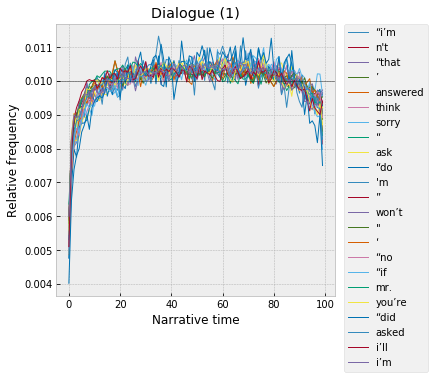 Dialogue (1)
0.011
0.010
0.009
0.008
0.007
0.006
0.005
0.004
Relative frequency
0
20
40
60
80
100
Narrative time
“i’m
n't
“that
’
answered
think
sorry
“
ask
“do
'm
”
won’t
"
‘
“no
“if
mr.
you’re
“did
asked
i’ll
i’m